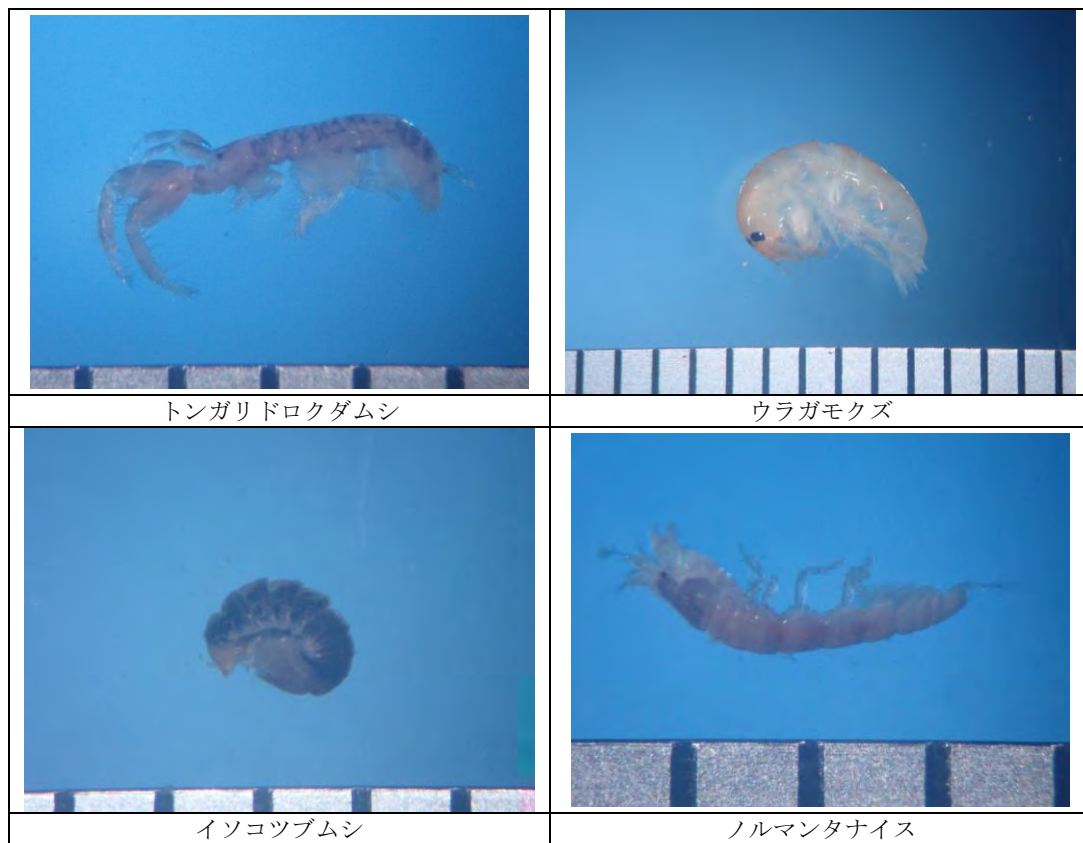 トンガリドロクダムシ
ウラガモクズ
イソコツブムシ
ノルマンタナイス